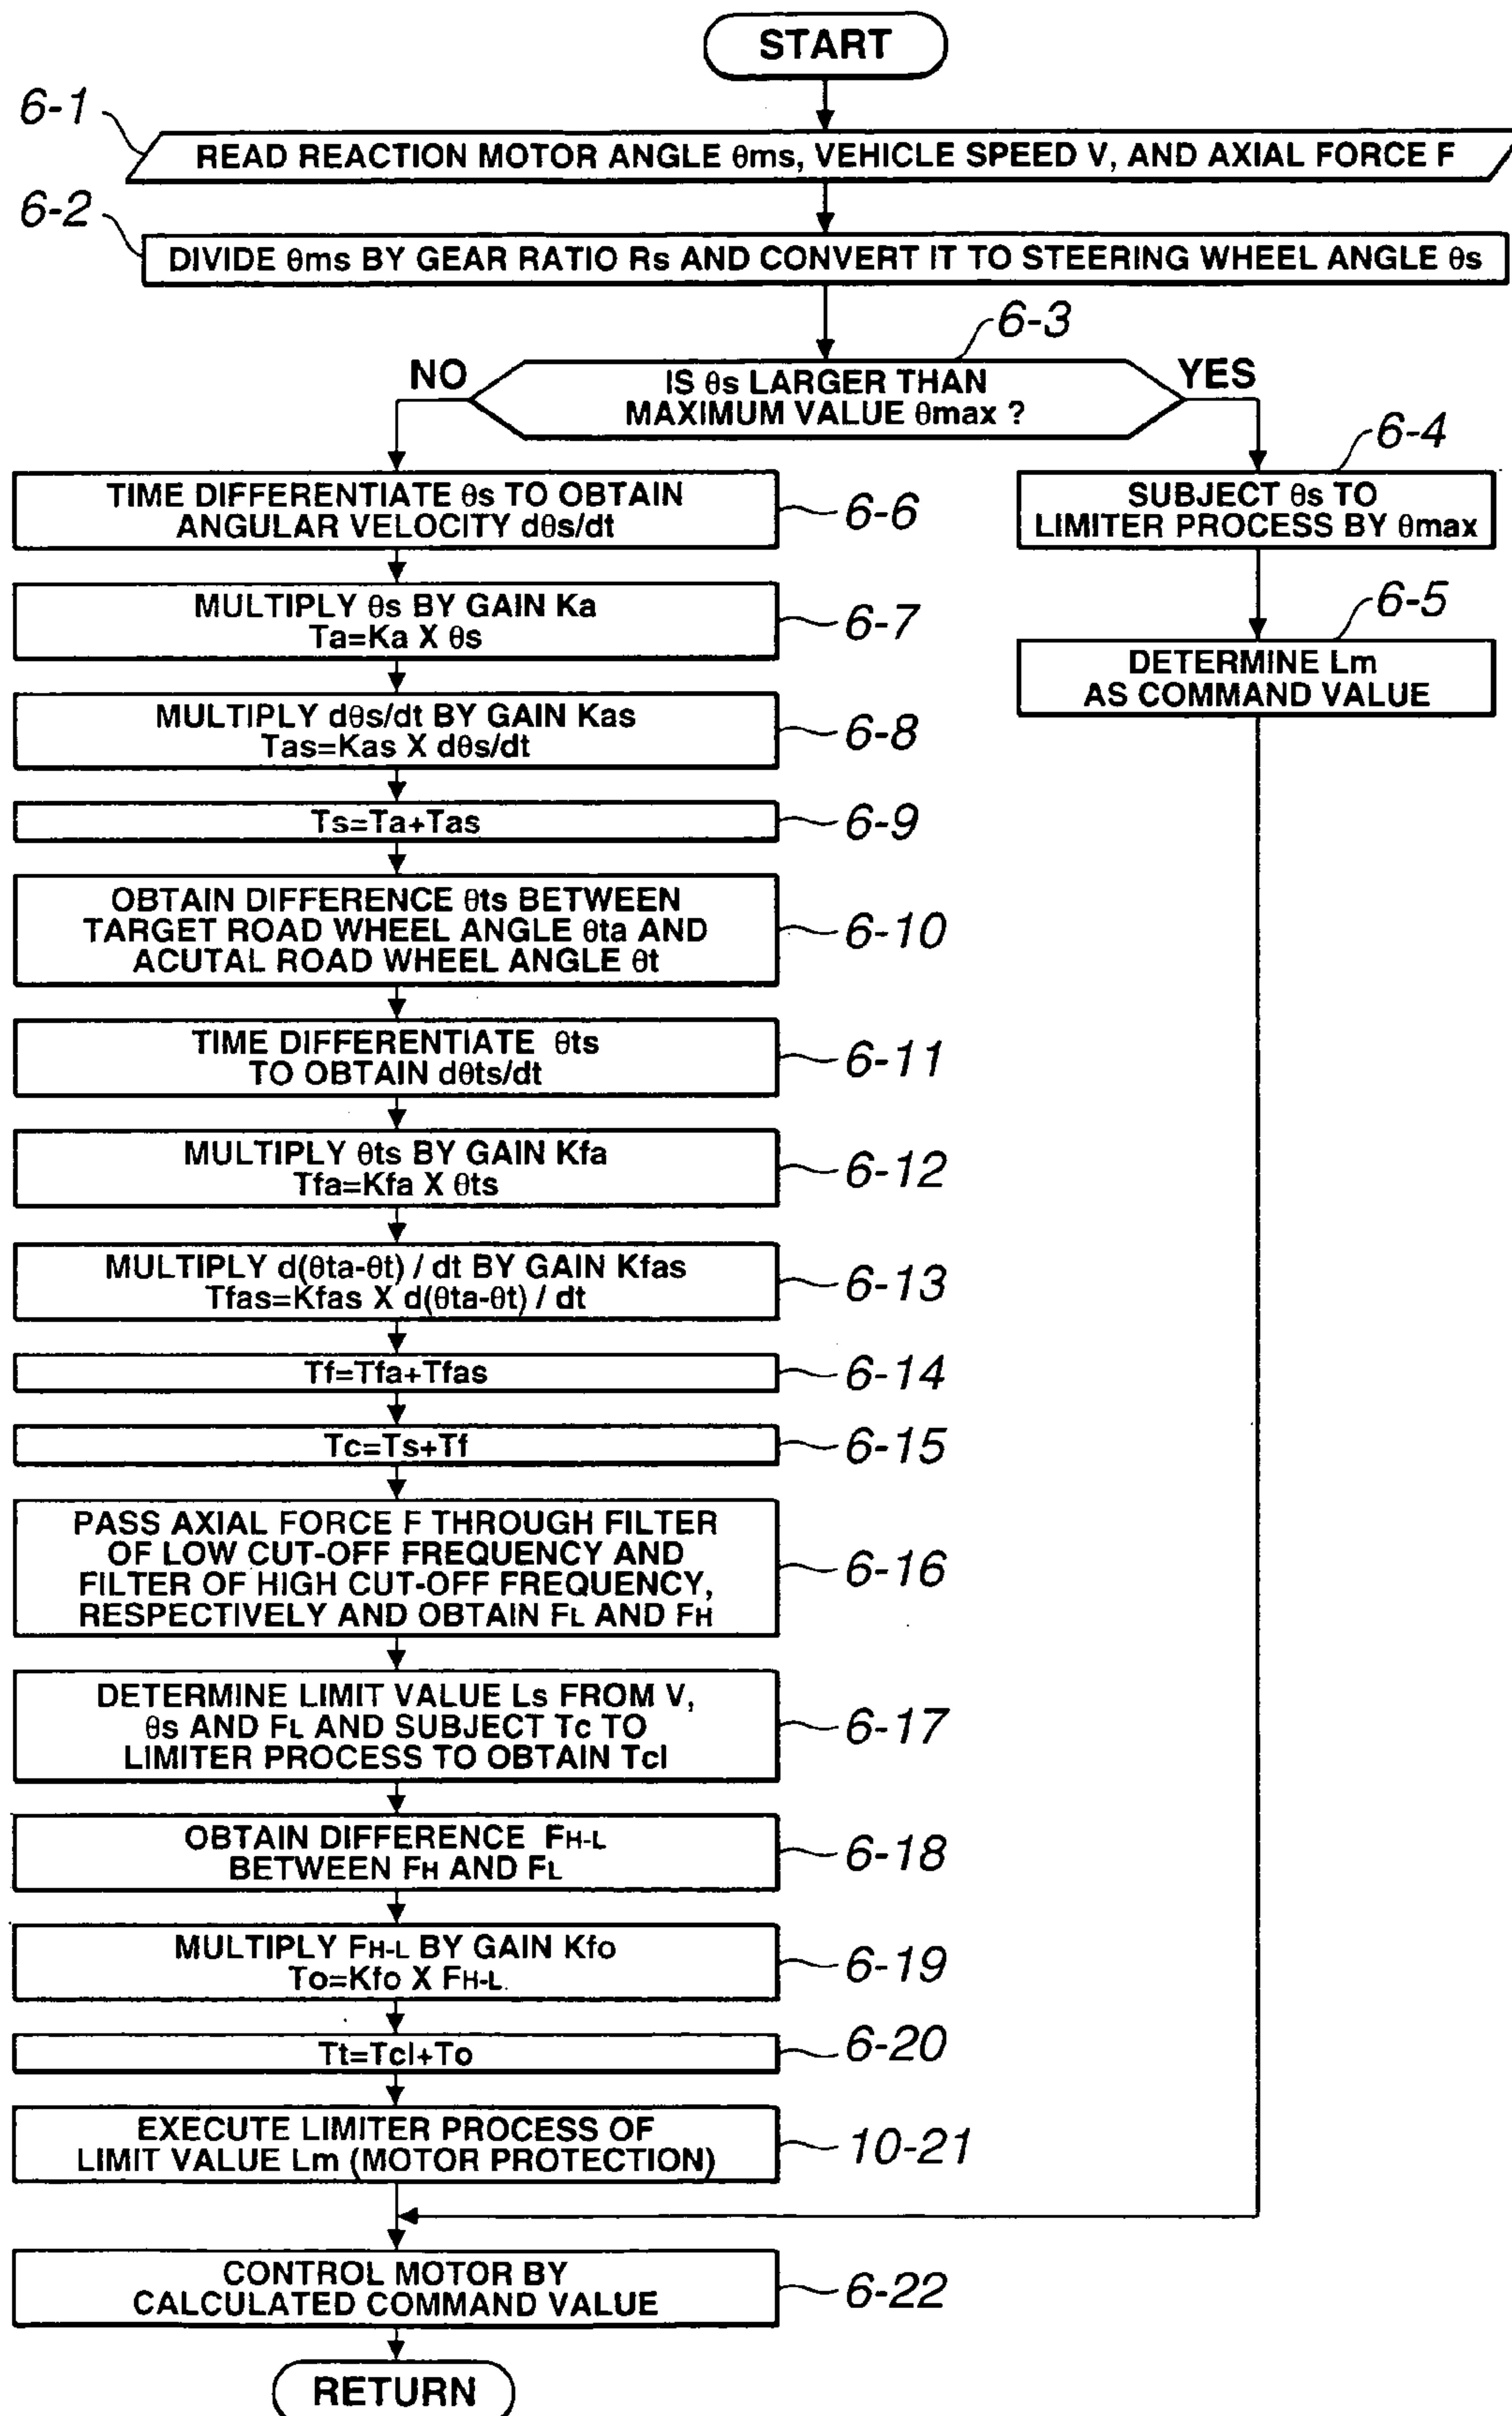 START
6-1
READ REACTION MOTOR ANGLE θms, VEHICLE SPEED V, AND AXIAL FORCE F
6-2
DIVIDE θms BY GEAR RATIO Rs AND CONVERT IT TO STEERING WHEEL ANGLE θs
6-3
NO
IS θs LARGER THAN
MAXIMUM VALUE θmax ?
YES
6-4
SUBJECT θs TO
LIMITER PROCESS BY θmax
6-5
DETERMINE Lm
AS COMMAND VALUE
TIME DIFFERENTIATE θs TO OBTAIN
ANGULAR VELOCITY dθs/dt
6-6
MULTIPLY θs BY GAIN Ka
Ta=Ka X θs
6-7
MULTIPLY dθs/dt BY GAIN Kas
Tas=Kas X dθs/dt
6-8
Ts=Ta+Tas
6-9
OBTAIN DIFFERENCE θts BETWEEN
TARGET ROAD WHEEL ANGLE θta AND
ACUTAL ROAD WHEEL ANGLE θt
6-10
TIME DIFFERENTIATE θts
TO OBTAIN dθts/dt
6-11
MULTIPLY θts BY GAIN Kfa
Tfa=Kfa X θts
6-12
MULTIPLY d(θta-θt) / dt BY GAIN Kfas
Tfas=Kfas X d(θta-θt) / dt
6-13
Tf=Tfa+Tfas
6-14
Tc=Ts+Tf
6-15
PASS AXIAL FORCE F THROUGH FILTER
OF LOW CUT-OFF FREQUENCY AND
FILTER OF HIGH CUT-OFF FREQUENCY,
RESPECTIVELY AND OBTAIN FL AND FH
6-16
DETERMINE LIMIT VALUE Ls FROM V,
θs AND FL AND SUBJECT Tc TO
LIMITER PROCESS TO OBTAIN Tcl
6-17
OBTAIN DIFFERENCE FH-L
BETWEEN FH AND FL
6-18
MULTIPLY FH-L BY GAIN Kfo
To=Kfo X FH-L
6-19
Tt=Tcl+To
6-20
EXECUTE LIMITER PROCESS OF
LIMIT VALUE Lm (MOTOR PROTECTION)
10-21
CONTROL MOTOR BY
CALCULATED COMMAND VALUE
6-22
RETURN